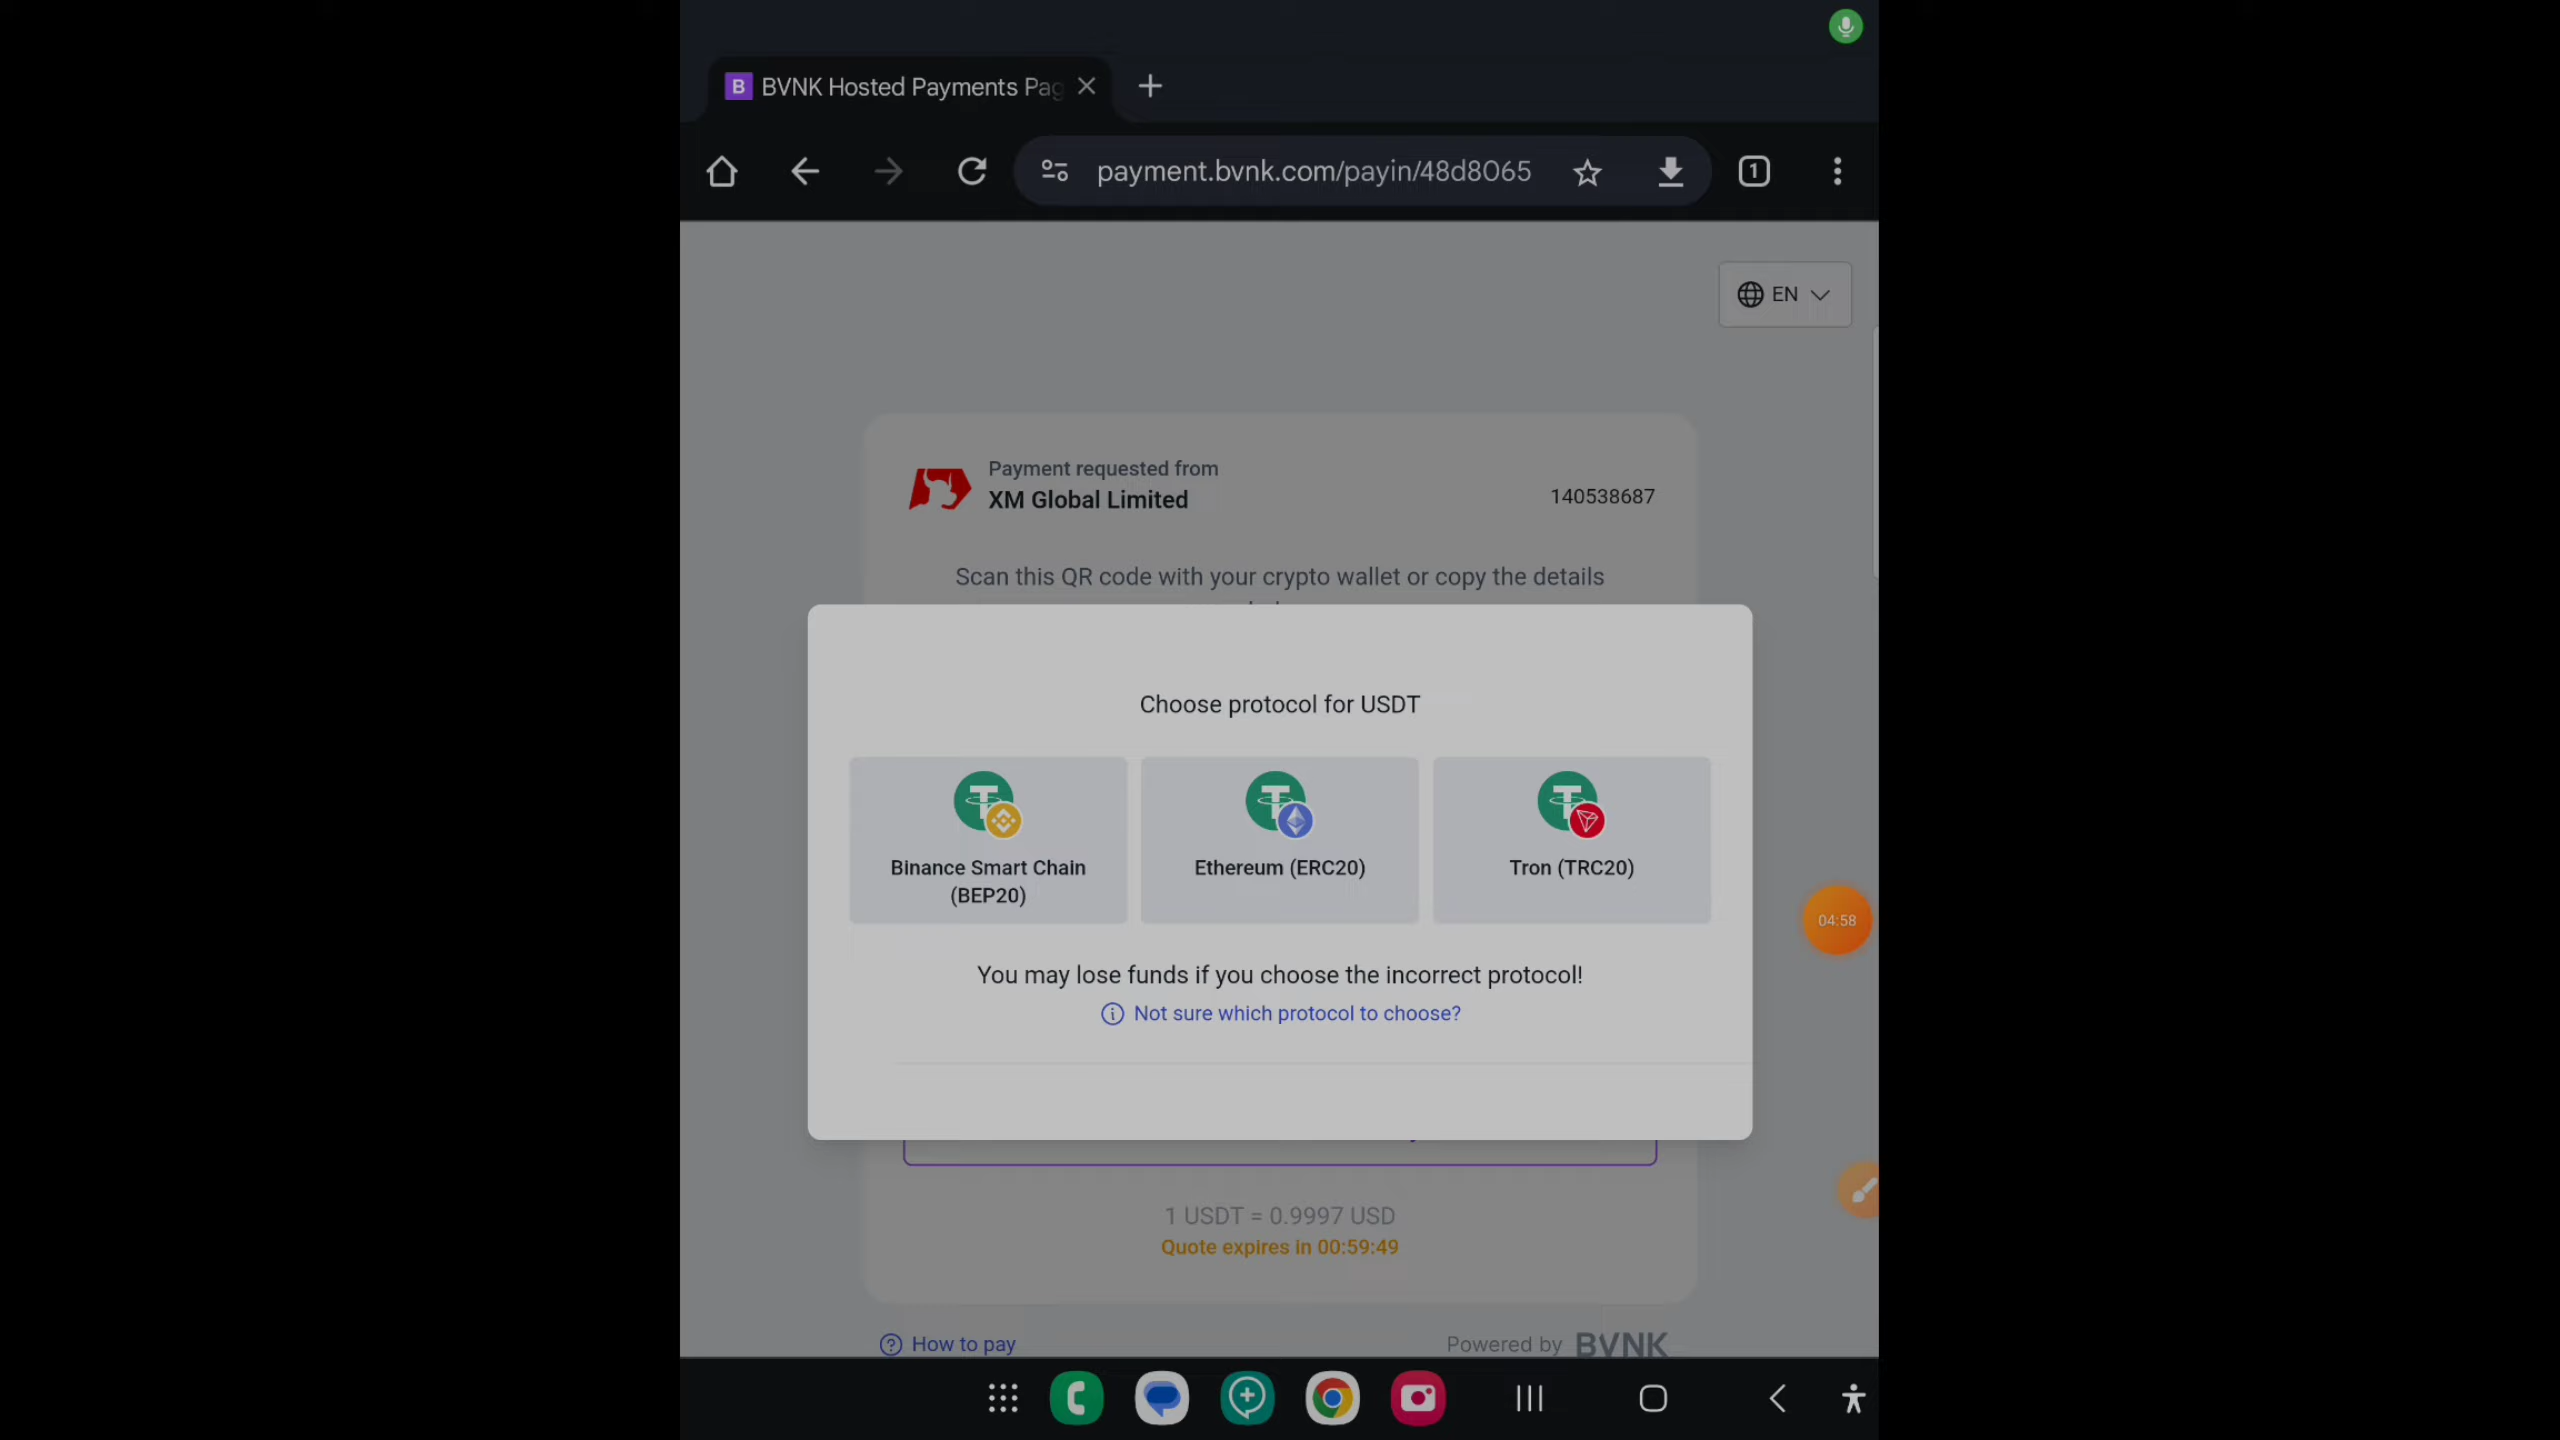 B BVNK Hosted Payments Pag
payment.bvnk.com/payin/48d8065
1
EN
Payment requested from
XM Global Limited
140538687
Scan this QR code with your crypto wallet or copy the details
Choose protocol for USDT
Binance Smart Chain
(BEP20)
Ethereum (ERC20)
Tron (TRC20)
04:58
You may lose funds if you choose the incorrect protocol!
Not sure which protocol to choose?
1 USDT = 0.9997 USD
Quote expires in 00:59:49
How to pay
Powered by BVNK